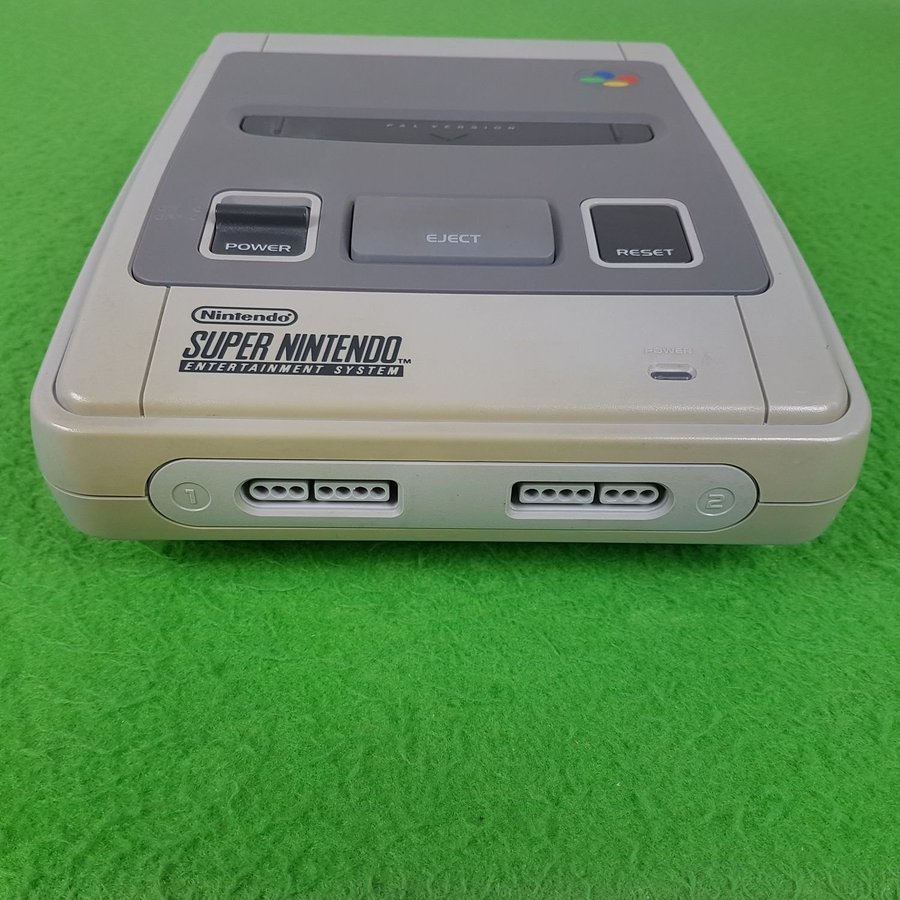 PAL VERSION
POWER
EJECT
RESET
Nintendo
SUPER NINTENDO™
ENTERTAINMENT SYSTEM
POWER
1
2